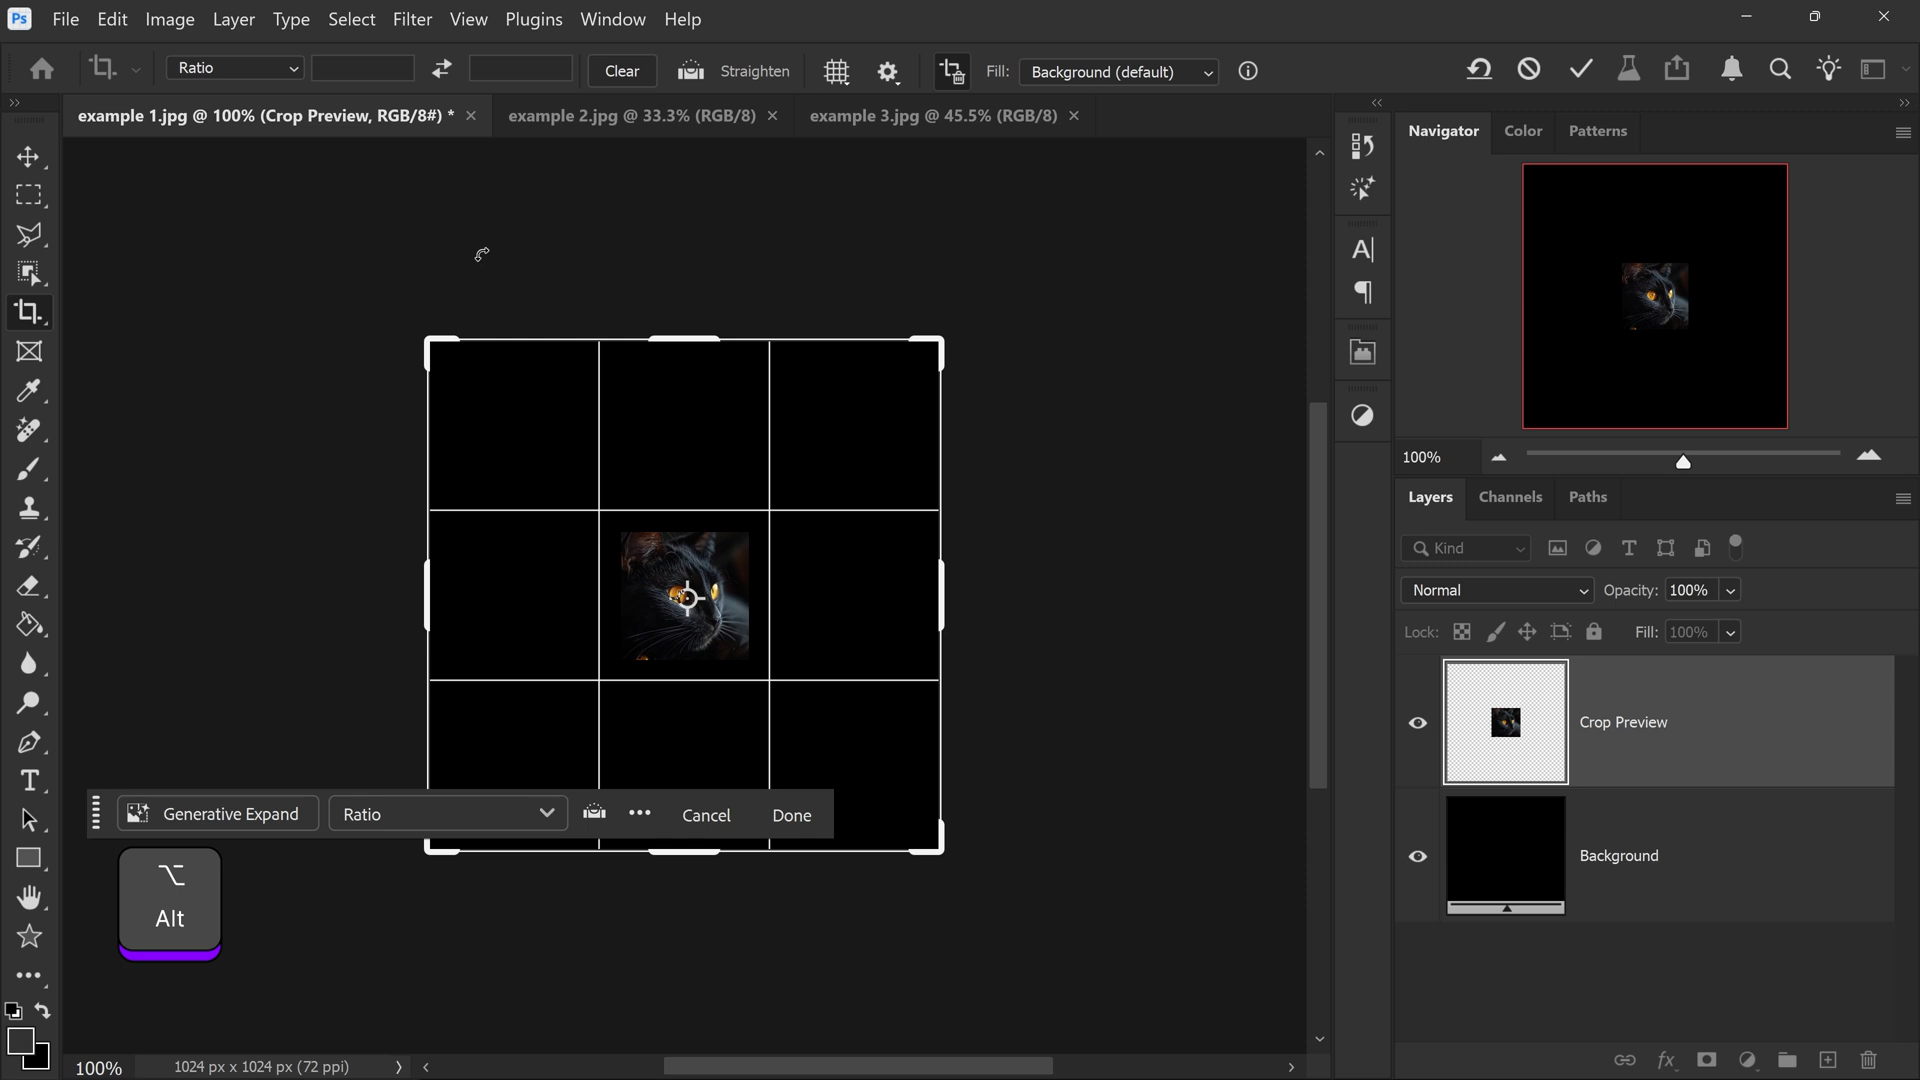 Ps File Edit Image Layer Type Select Filter View Plugins Window Help
Ratio Clear Straighten Fill: Background (default)
example 1.jpg @ 100% (Crop Preview, RGB/8#) * example 2.jpg @ 33.3% (RGB/8) example 3.jpg @ 45.5% (RGB/8)
Navigator Color Patterns
100%
Layers Channels Paths
Kind
Normal Opacity: 100%
Lock: Fill: 100%
Crop Preview
Background
Generative Expand Ratio Cancel Done
Alt
100% 1024 px x 1024 px (72 ppi)